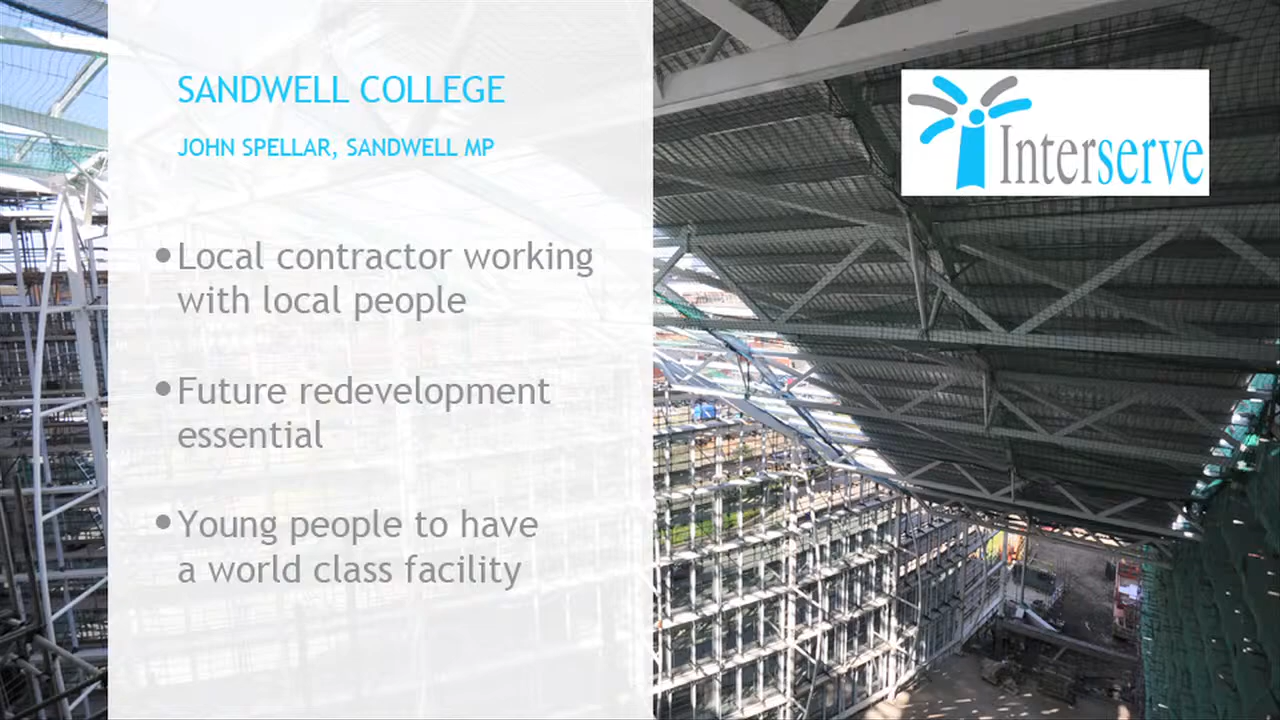 SANDWELL COLLEGE
JOHN SPELLAR, SANDWELL MP
•Local contractor working
with local people
•Future redevelopment
essential
•Young people to have
a world class facility
Interserve